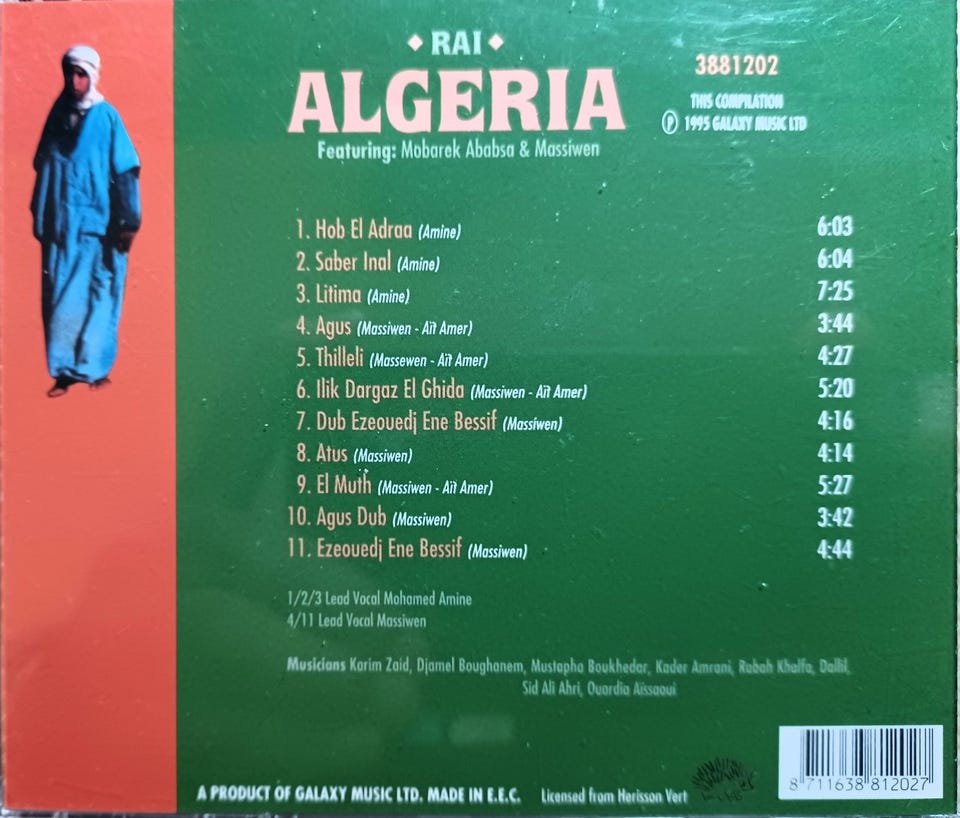 ◆ RAI ◆
ALGERIA
Featuring: Mobarek Ababsa & Massiwen
3881202
THIS COMPILATION
Ⓟ 1995 GALAXY MUSIC LTD
1. Hob El Adraa (Amine) 6:03
2. Saber Inal (Amine) 6:04
3. Litima (Amine) 7:25
4. Agus (Massiwen - Aït Amer) 3:44
5. Thilleli (Massewen - Aït Amer) 4:27
6. Ilik Dargaz El Ghida (Massiwen - Aït Amer) 5:20
7. Dub Ezeouedj Ene Bessif (Massiwen) 4:16
8. Atus (Massiwen) 4:14
9. El Muth (Massiwen - Aït Amer) 5:27
10. Agus Dub (Massiwen) 3:42
11. Ezeouedj Ene Bessif (Massiwen) 4:44
1/2/3 Lead Vocal Mohamed Amine
4/11 Lead Vocal Massiwen
Musicians Karim Zaid, Djamel Boughanem, Mustapha Boukhedar, Kader Amrani, Rabah Khalfa, Dallil,
Sid Ali Ahri, Ouardia Aïssaoui
A PRODUCT OF GALAXY MUSIC LTD. MADE IN E.E.C. Licensed from Herisson Vert
8 711638 812027